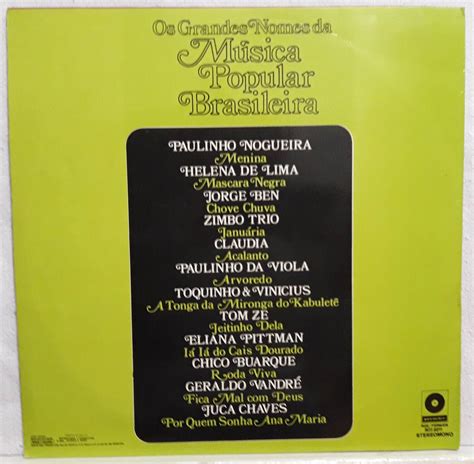 Os Grandes Nomes da
Música
Popular
Brasileira
PAULINHO NOGUEIRA
Menina
HELENA DE LIMA
Mascara Negra
JORGE BEN
Chove Chuva
ZIMBO TRIO
Januária
CLAUDIA
Acalanto
PAULINHO DA VIOLA
Arvoredo
TOQUINHO & VINICIUS
A Tonga da Mironga do Kabuletê
TOM ZE
Jeitinho Dela
ELIANA PITTMAN
Iá Iá do Cais Dourado
CHICO BUARQUE
Roda Viva
GERALDO VANDRÉ
Fica Mal com Deus
JUCA CHAVES
Por Quem Sonha Ana Maria
STEREOMONO